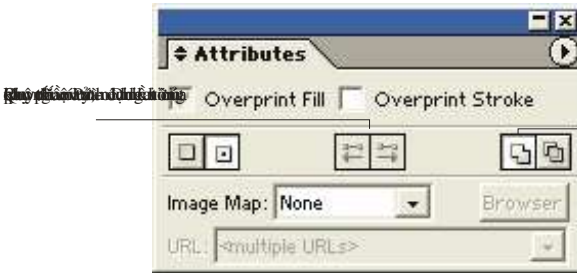 Attributes
Overprint Fill Overprint Stroke
Image Map: None Browser
URL: <multiple URLs>